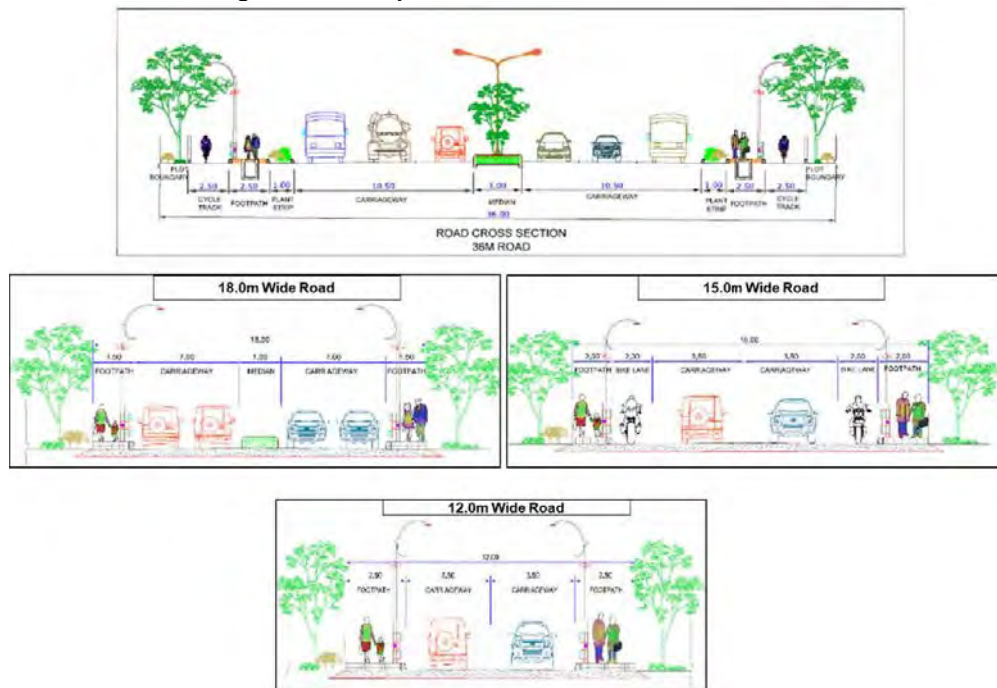 PLOT BOUNDARY
2.50 2.50 1.00 10.50 3.00 10.50 1.00 2.50 2.50
PLOT BOUNDARY
CYCLE TRACK FOOTPATH PLANT STRIP CARRIAGEWAY MEDIAN CARRIAGEWAY PLANT STRIP FOOTPATH CYCLE TRACK
36.00
ROAD CROSS SECTION
36M ROAD
18.0m Wide Road
18.00
1.50 7.00 1.00 7.00 1.50
FOOTPATH CARRIAGEWAY MEDIAN CARRIAGEWAY FOOTPATH
15.0m Wide Road
2.00 3.50 3.50 2.00 2.00
FOOTPATH BIKE LANE CARRIAGEWAY CARRIAGEWAY BIKE LANE FOOTPATH
12.0m Wide Road
12.00
2.50 3.50 3.50 2.50
FOOTPATH CARRIAGEWAY CARRIAGEWAY FOOTPATH